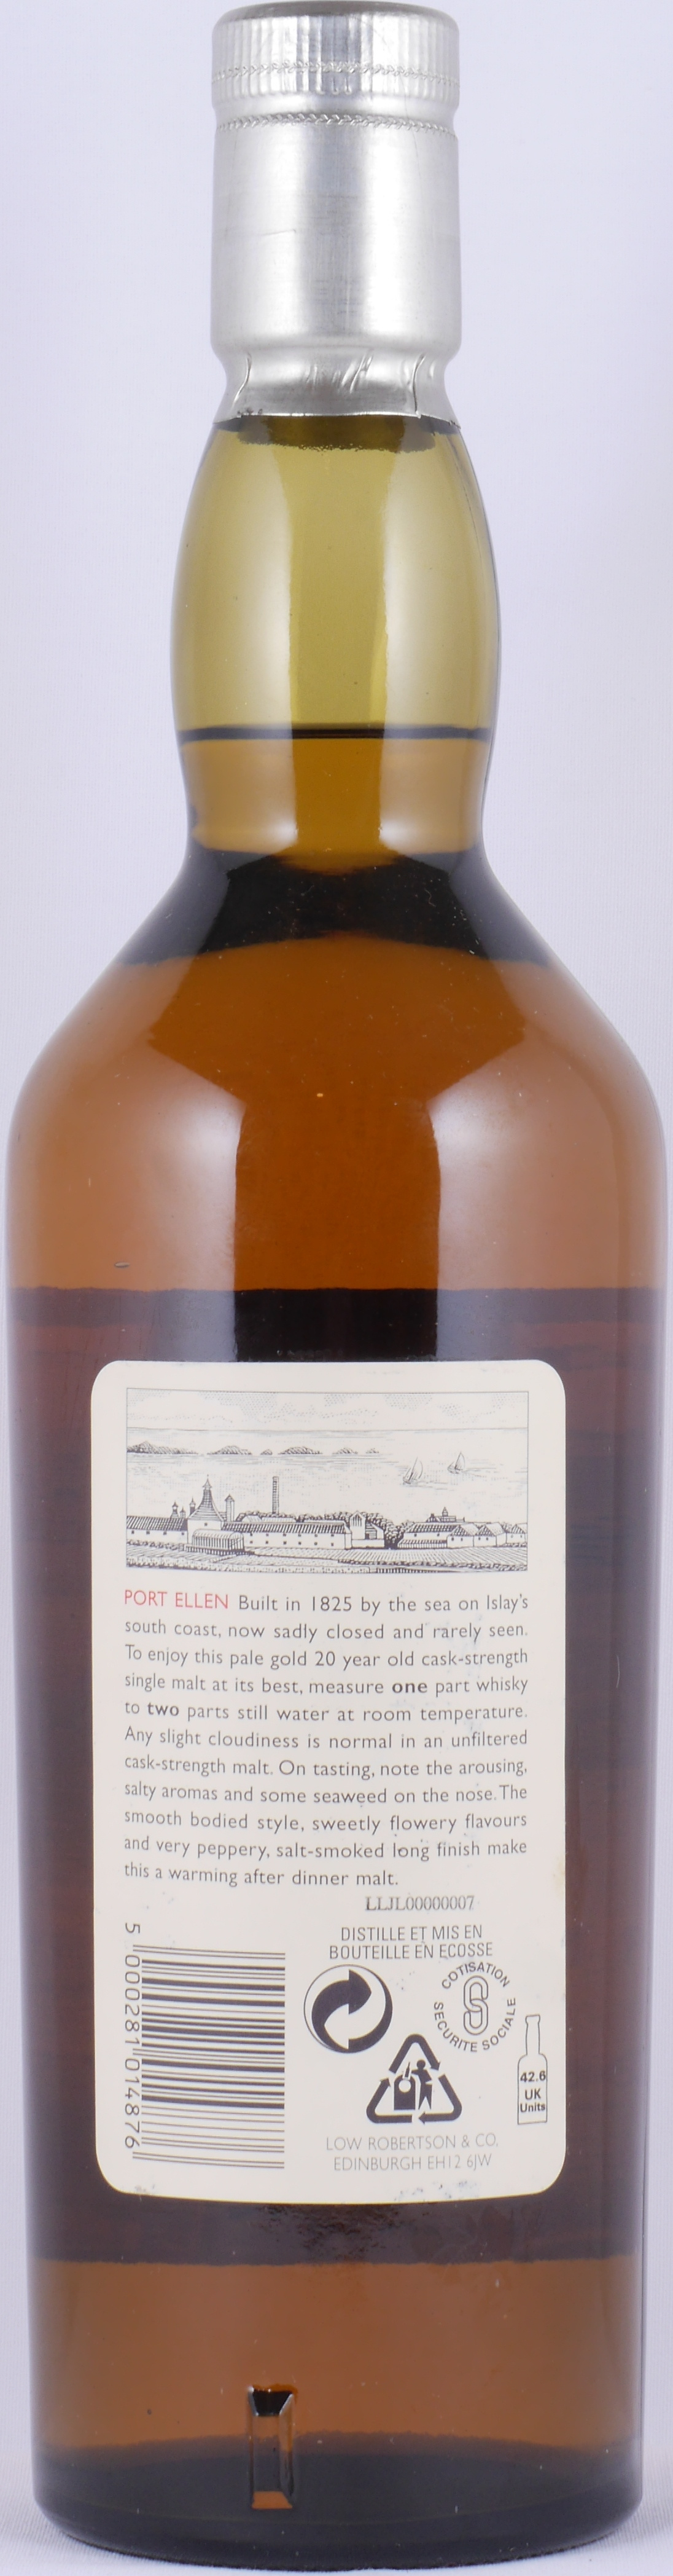 PORT ELLEN Built in 1825 by the sea on Islay's
south coast, now sadly closed and rarely seen.
To enjoy this pale gold 20 year old cask-strength
single malt at its best, measure one part whisky
to two parts still water at room temperature.
Any slight cloudiness is normal in an unfiltered
cask-strength malt. On tasting, note the arousing,
salty aromas and some seaweed on the nose. The
smooth bodied style, sweetly flowery flavours
and very peppery, salt-smoked long finish make
this a warming after dinner malt.
LLJL00000007
DISTILLE ET MIS EN
BOUTEILLE EN ECOSSE
COTISATION
SECURITE SOCIALE
42.6
UK
Units
LOW ROBERTSON & CO.
EDINBURGH EH12 6JW
5 000281 014876